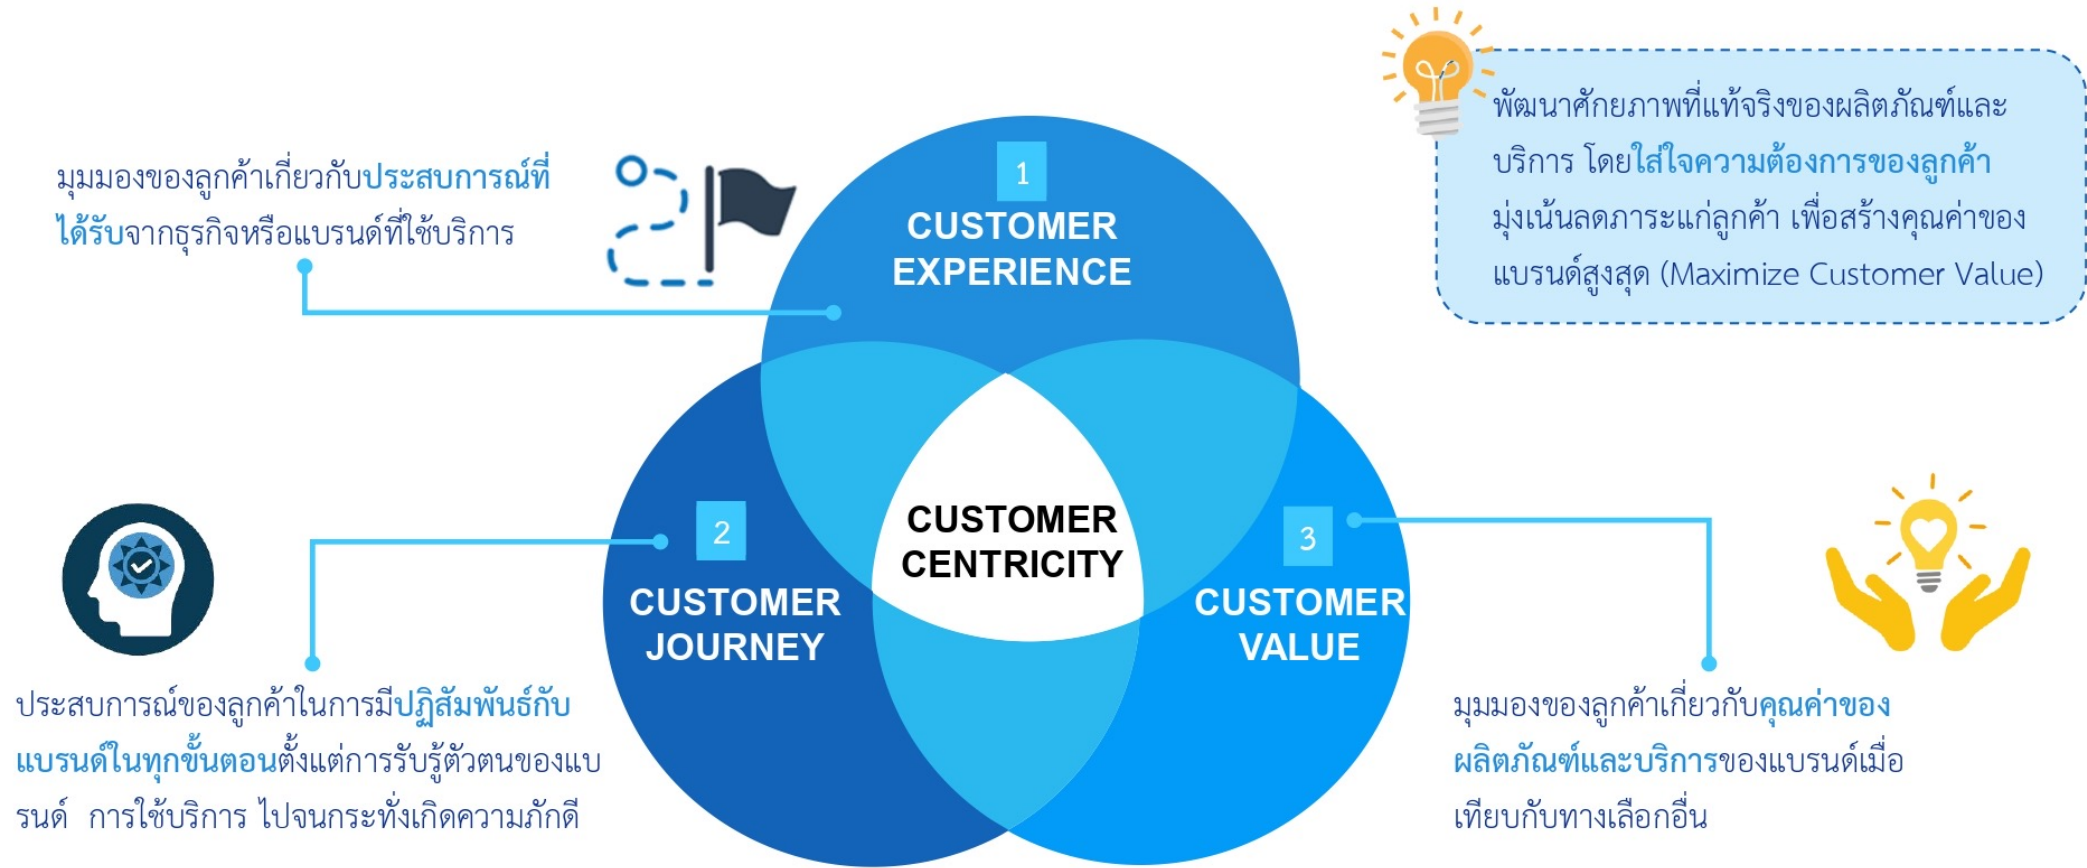 พัฒนาศักยภาพที่แท้จริงของผลิตภัณฑ์และ
บริการ โดยใส่ใจความต้องการของลูกค้า
มุ่งเน้นลดภาระแก่ลูกค้า เพื่อสร้างคุณค่าของ
แบรนด์สูงสุด (Maximize Customer Value)
มุมมองของลูกค้าเกี่ยวกับประสบการณ์ที่
ได้รับจากธุรกิจหรือแบรนด์ที่ใช้บริการ
1
CUSTOMER
EXPERIENCE
2
CUSTOMER
JOURNEY
CUSTOMER
CENTRICITY
3
CUSTOMER
VALUE
ประสบการณ์ของลูกค้าในการมีปฏิสัมพันธ์กับ
แบรนด์ในทุกขั้นตอนตั้งแต่การรับรู้ตัวตนของแบ
รนด์  การใช้บริการ ไปจนกระทั่งเกิดความภักดี
มุมมองของลูกค้าเกี่ยวกับคุณค่าของ
ผลิตภัณฑ์และบริการของแบรนด์เมื่อ
เทียบกับทางเลือกอื่น